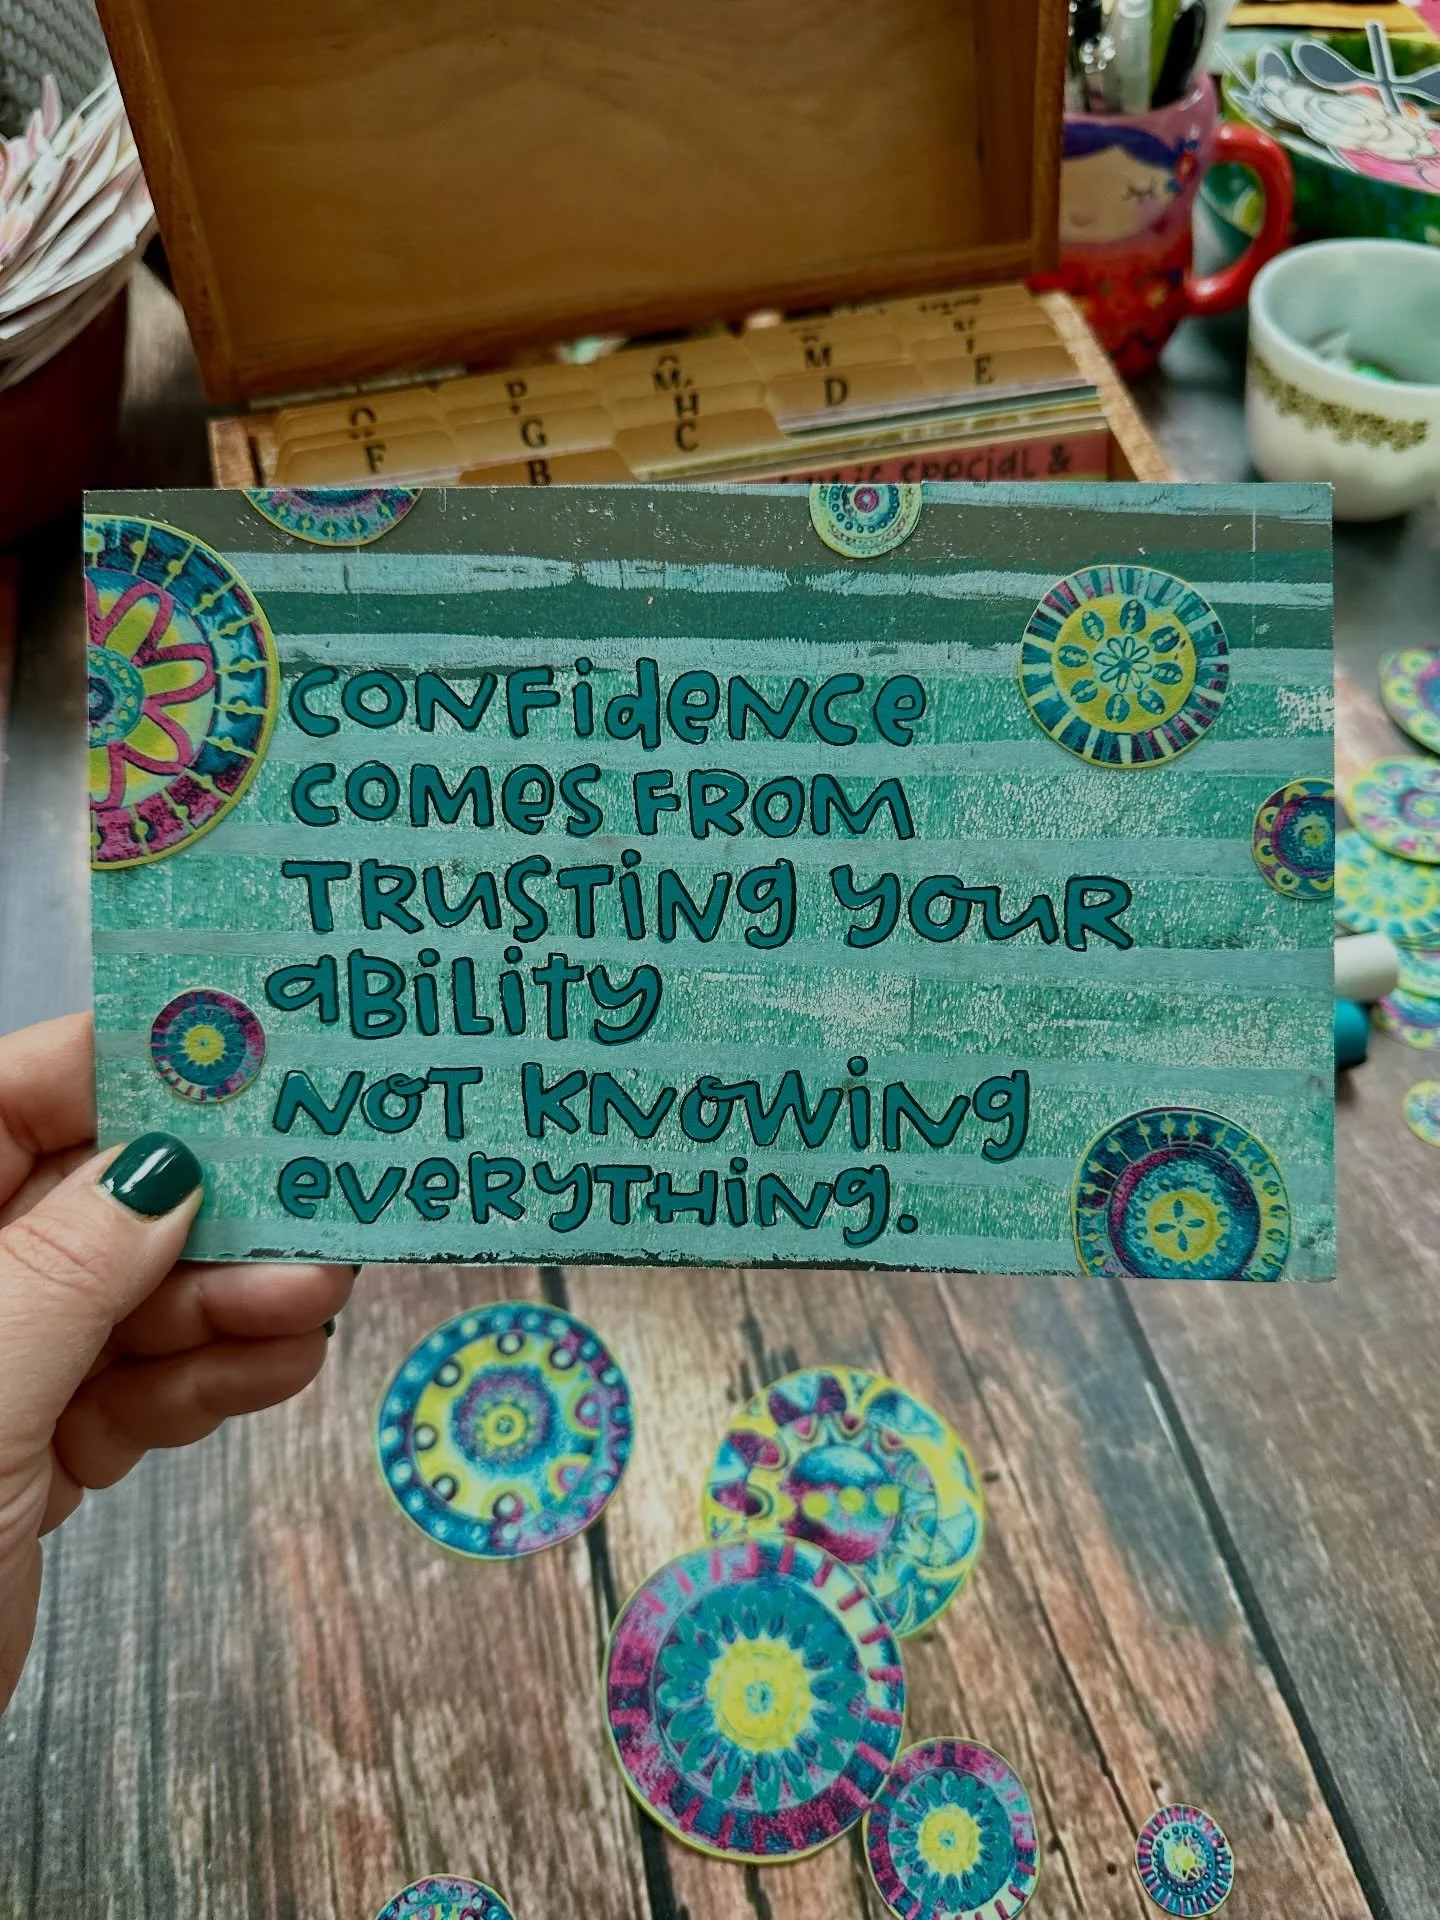 M
E
D
H
G
C
F
B
special &
CONFidENCE
COMES FROM
TRUSTING YOUR
aBiLiTy
NOT KNOWiNG
eVeRyTHiNG.